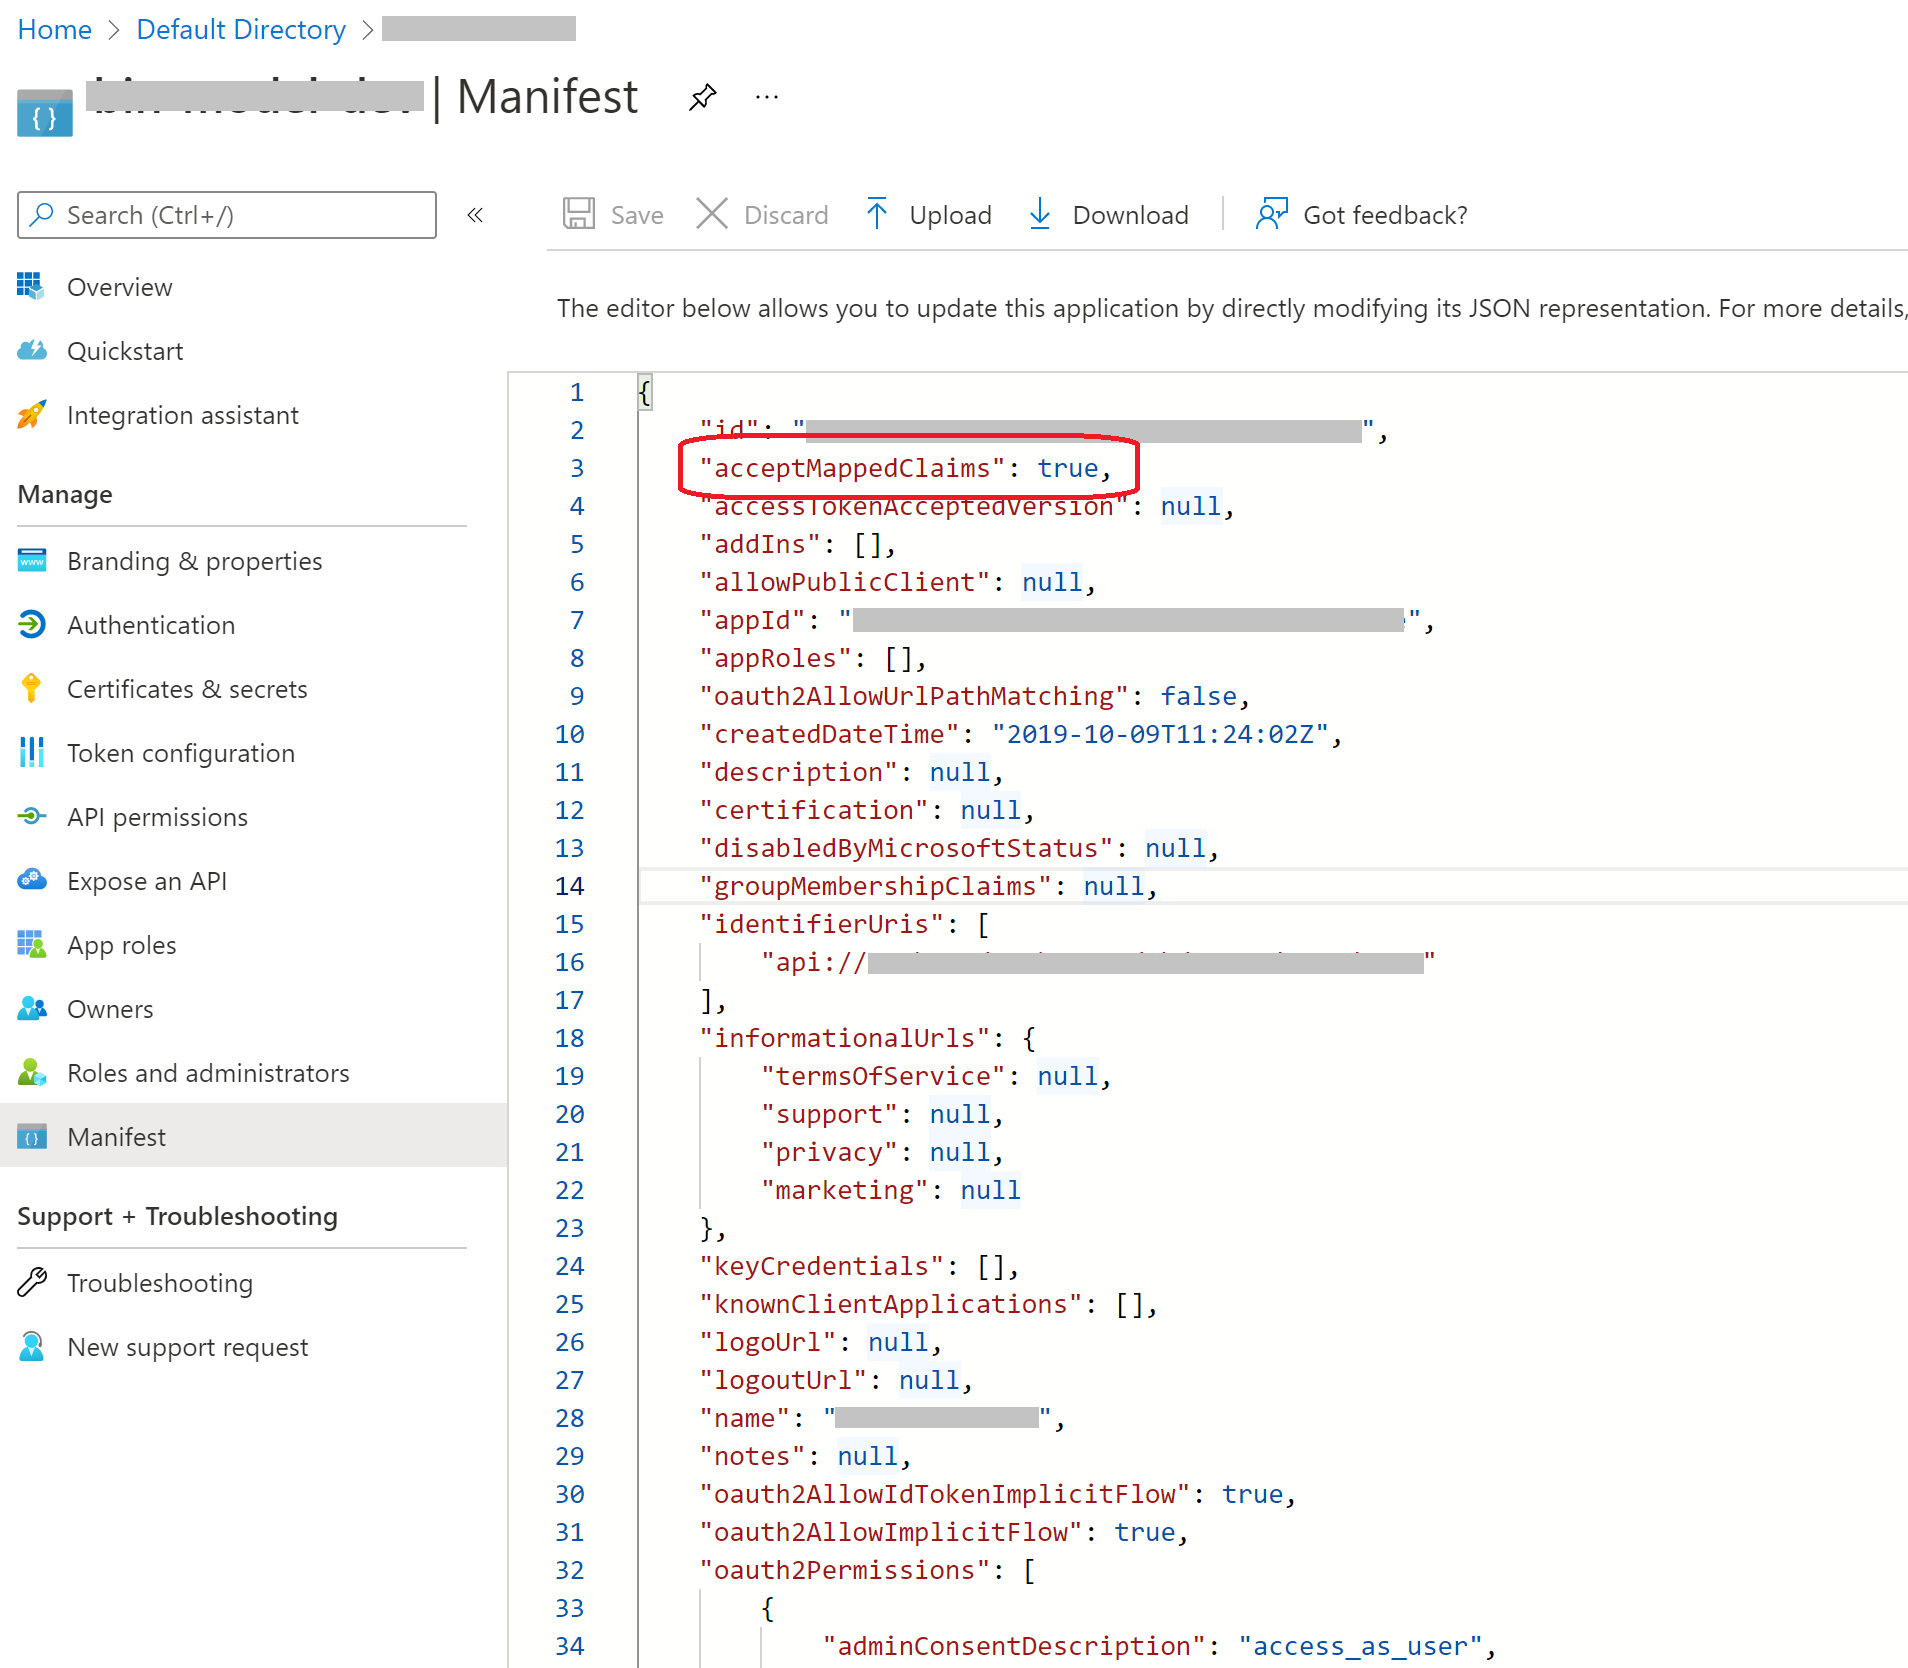 Home > Default Directory >
| Manifest
Search (Ctrl+/)
Save
Discard
Upload
Download
Got feedback?
Overview
Quickstart
Integration assistant
Manage
Branding & properties
Authentication
Certificates & secrets
Token configuration
API permissions
Expose an API
App roles
Owners
Roles and administrators
Manifest
Support + Troubleshooting
Troubleshooting
New support request
The editor below allows you to update this application by directly modifying its JSON representation. For more details,
1 {
2 "id": "",
3 "acceptMappedClaims": true,
4 "accessTokenAcceptedVersion": null,
5 "addIns": [],
6 "allowPublicClient": null,
7 "appId": "",
8 "appRoles": [],
9 "oauth2AllowUrlPathMatching": false,
10 "createdDateTime": "2019-10-09T11:24:02Z",
11 "description": null,
12 "certification": null,
13 "disabledByMicrosoftStatus": null,
14 "groupMembershipClaims": null,
15 "identifierUris": [
16 "api://"
17 ],
18 "informationalUrls": {
19 "termsOfService": null,
20 "support": null,
21 "privacy": null,
22 "marketing": null
23 },
24 "keyCredentials": [],
25 "knownClientApplications": [],
26 "logoUrl": null,
27 "logoutUrl": null,
28 "name": "",
29 "notes": null,
30 "oauth2AllowIdTokenImplicitFlow": true,
31 "oauth2AllowImplicitFlow": true,
32 "oauth2Permissions": [
33 {
34 "adminConsentDescription": "access_as_user",